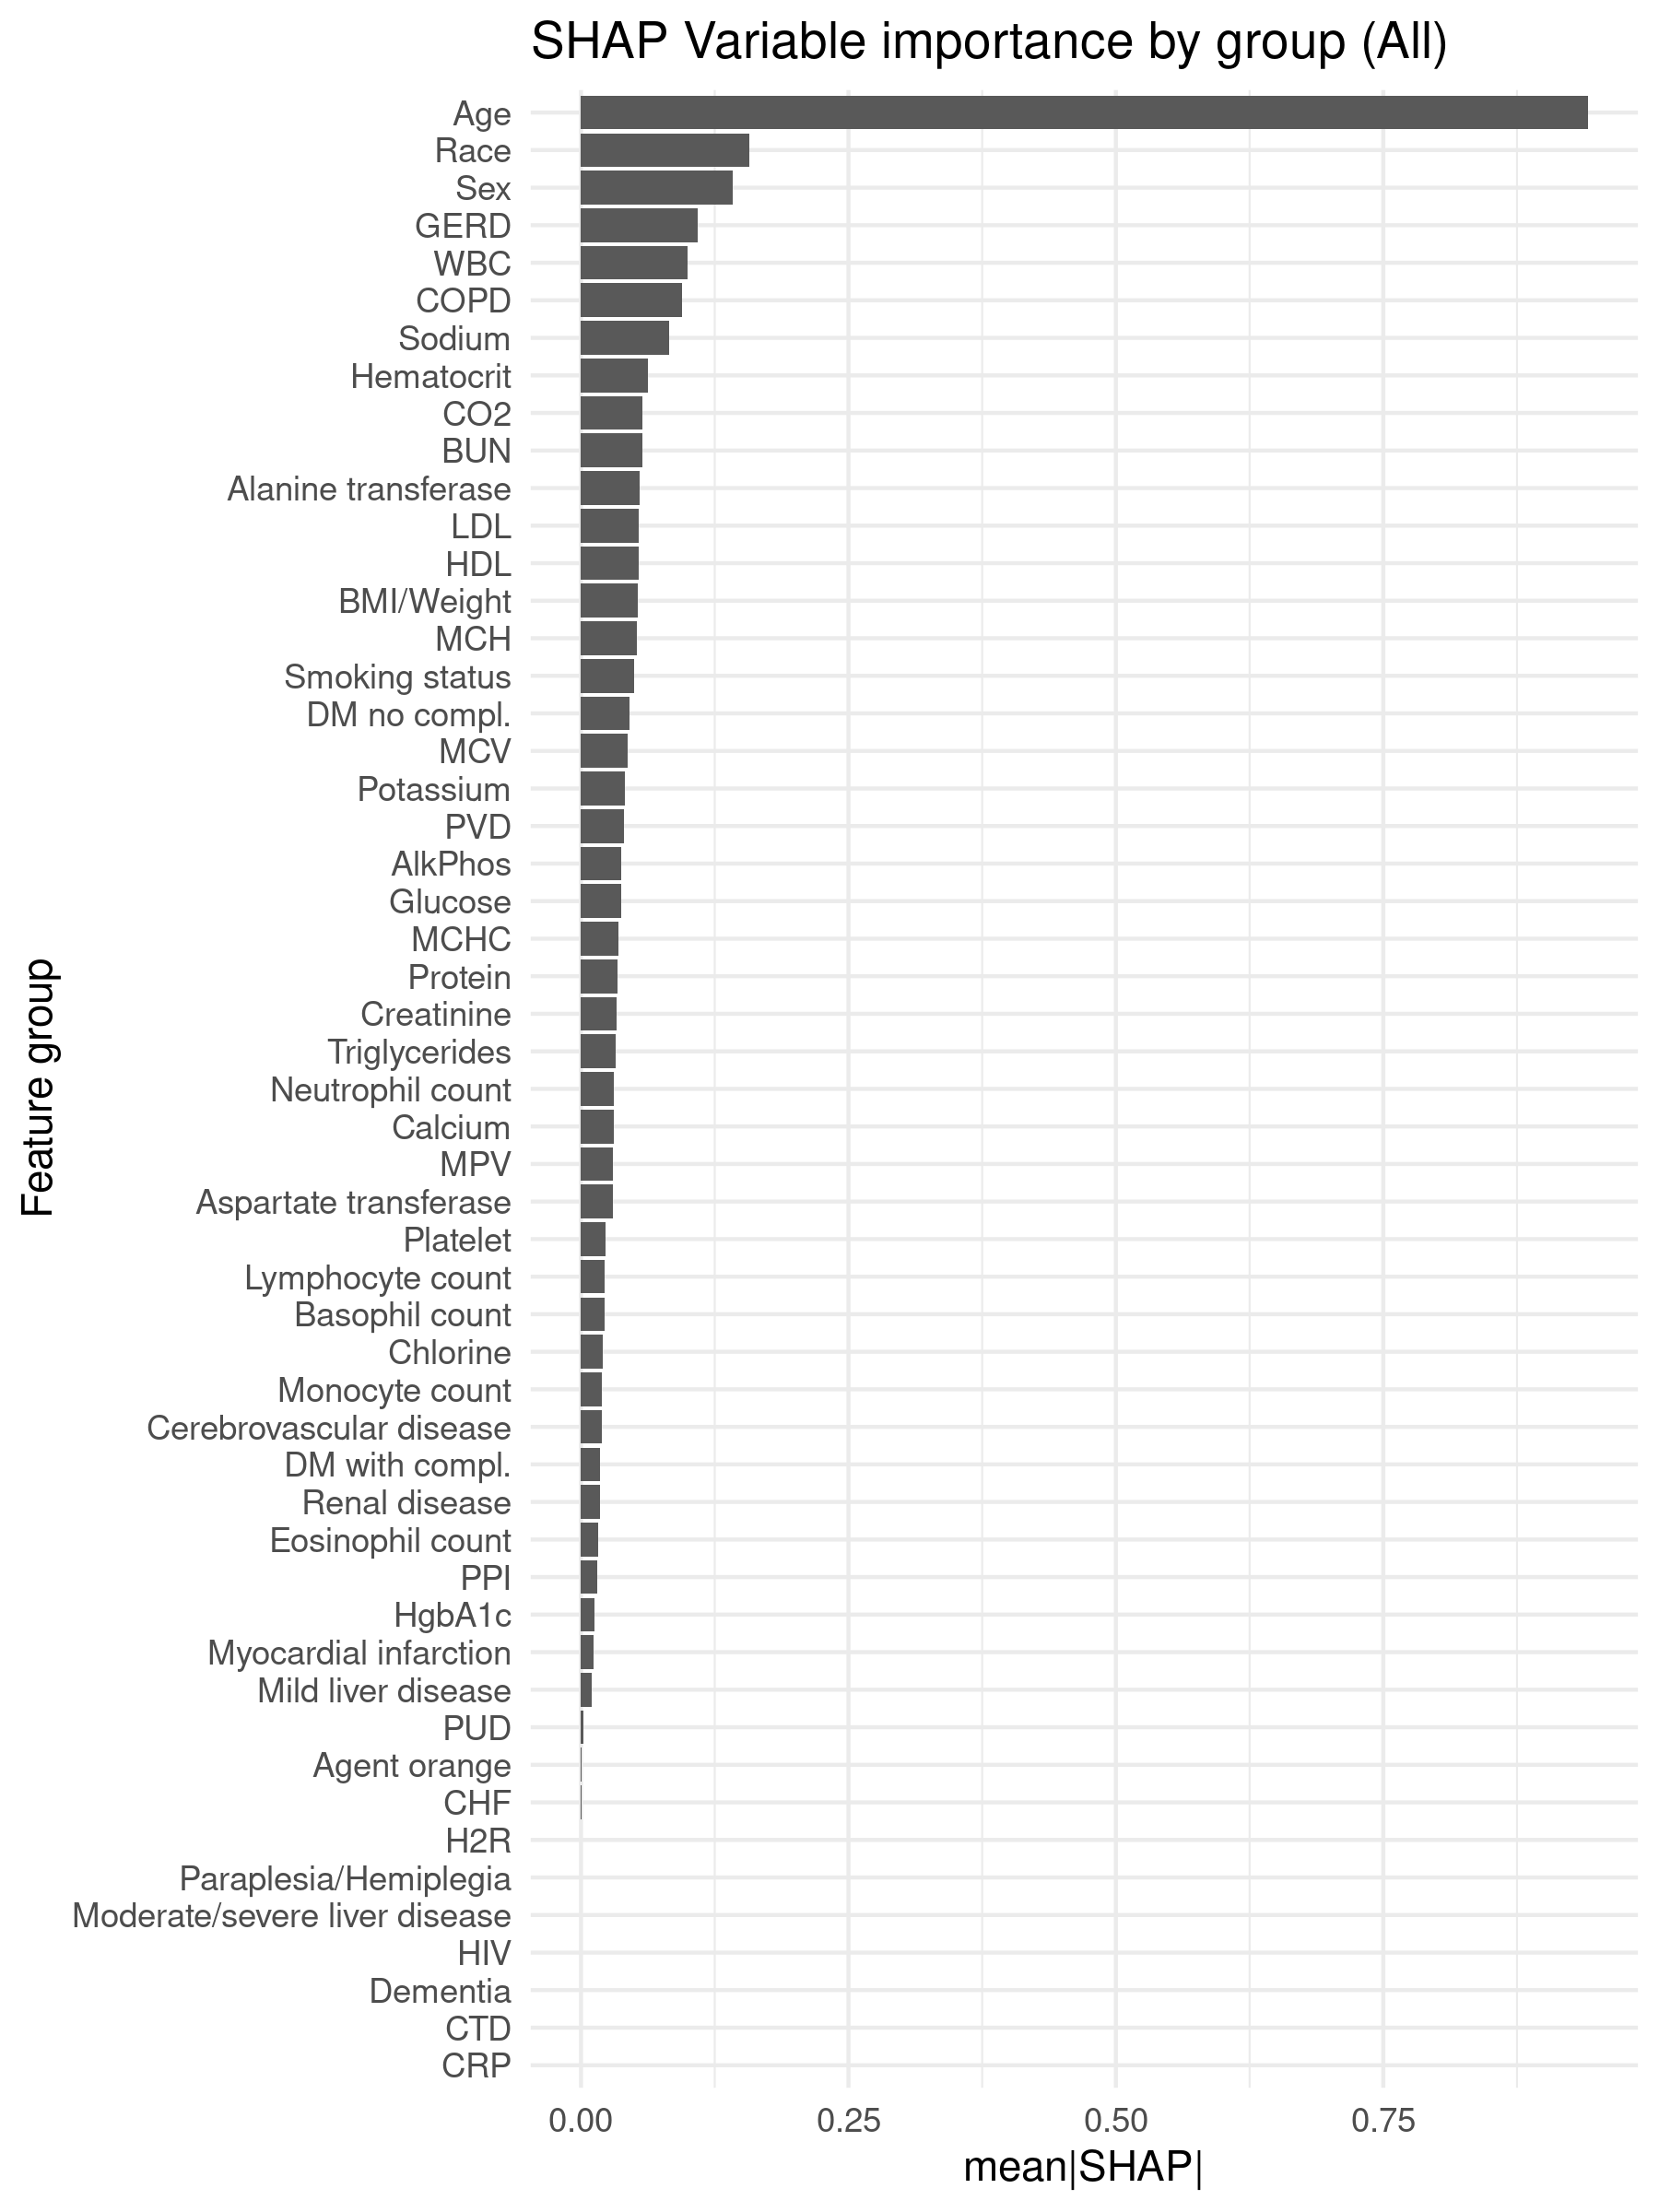 SHAP Variable importance by group (All)
Age
Race
Sex
GERD
WBC
COPD
Sodium
Hematocrit
CO2
BUN
Alanine transferase
LDL
HDL
BMI/Weight
MCH
Smoking status
DM no compl.
MCV
Potassium
PVD
AlkPhos
Glucose
MCHC
Protein
Creatinine
Triglycerides
Neutrophil count
Calcium
MPV
Aspartate transferase
Platelet
Lymphocyte count
Basophil count
Chlorine
Monocyte count
Cerebrovascular disease
DM with compl.
Renal disease
Eosinophil count
PPI
HgbA1c
Myocardial infarction
Mild liver disease
PUD
Agent orange
CHF
H2R
Paraplesia/Hemiplegia
Moderate/severe liver disease
HIV
Dementia
CTD
CRP
Feature group
0.00 0.25 0.50 0.75
mean|SHAP|